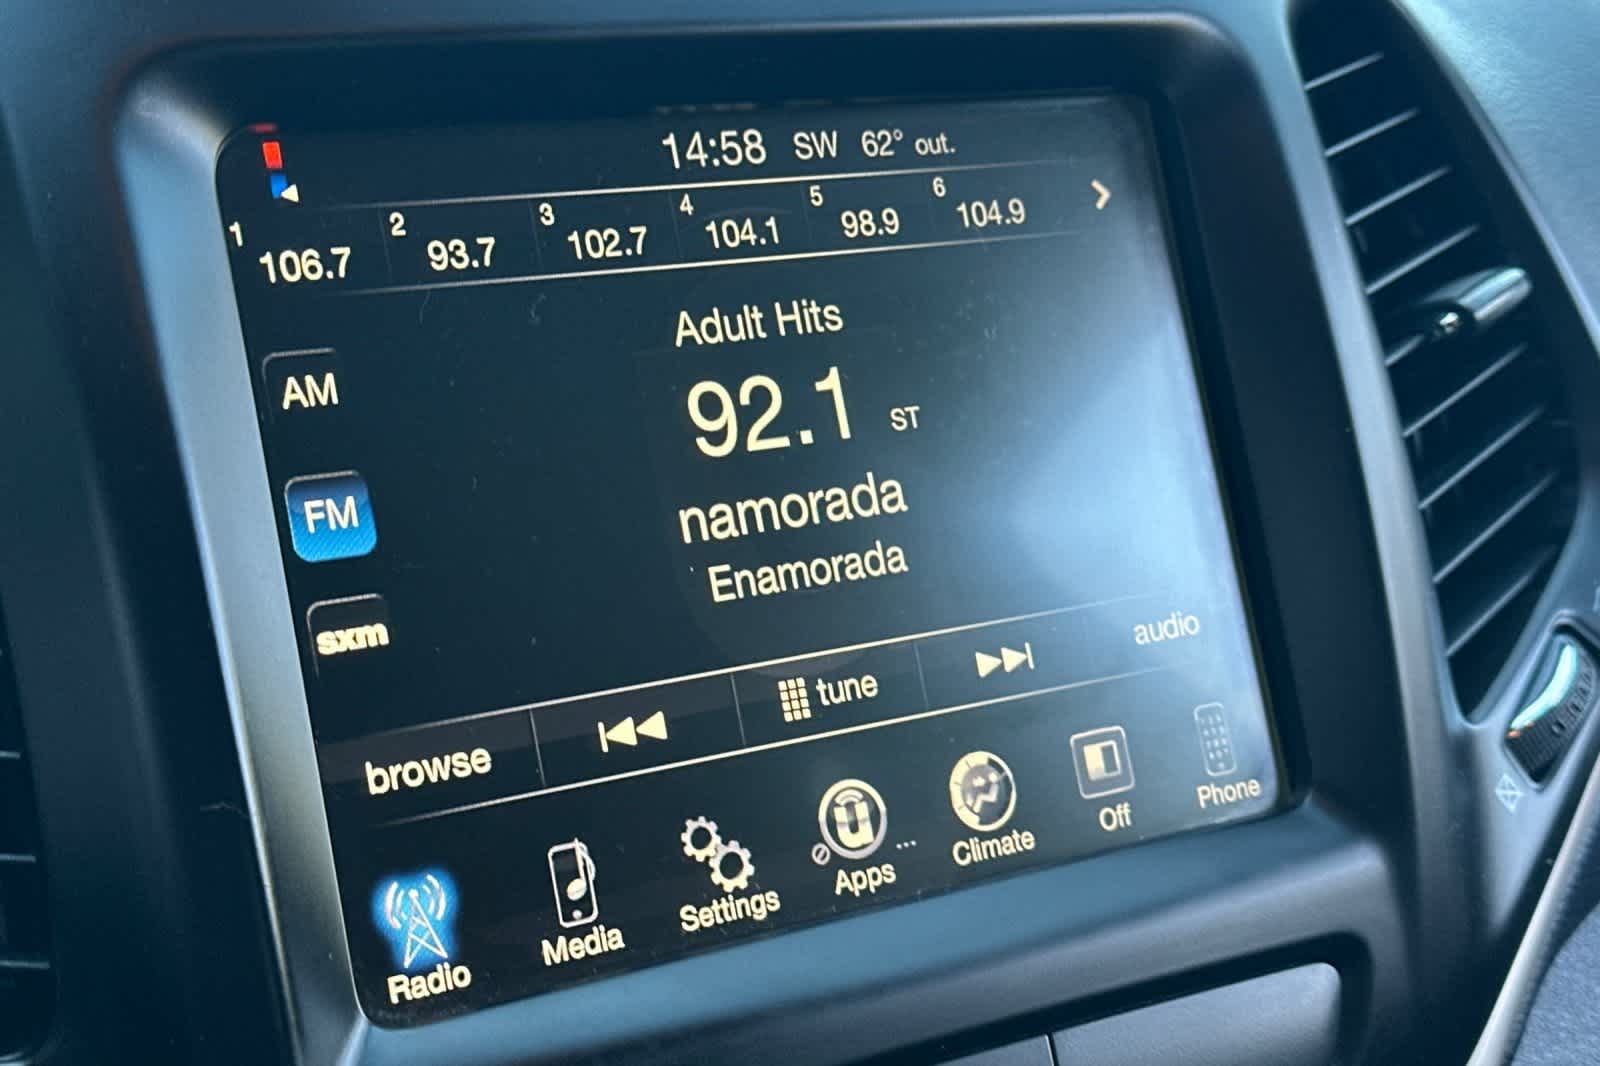 14:58 SW 62° out.
1 106.7 2 93.7 3 102.7 4 104.1 5 98.9 6 104.9
Adult Hits
AM
92.1 ST
FM
namorada
Enamorada
sxm
browse tune audio
Radio Media Settings Apps ... Climate Off Phone